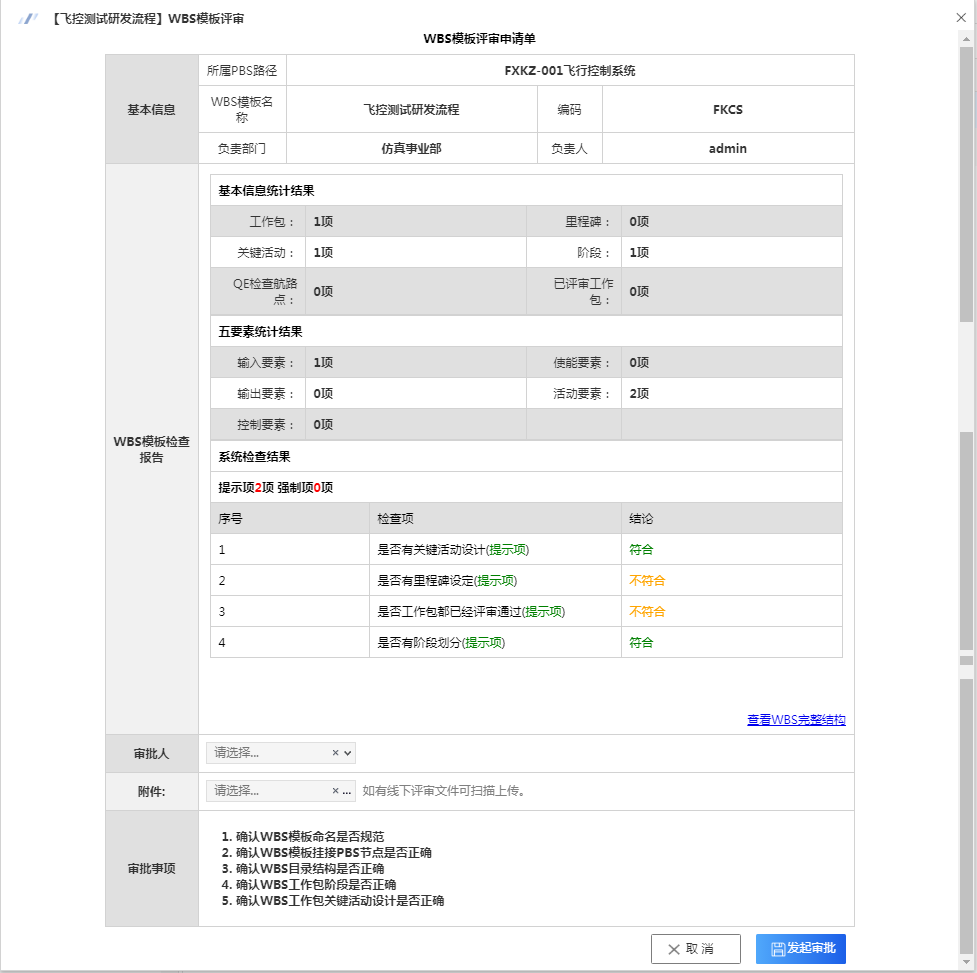 【飞控测试研发流程】WBS模板评审
WBS模板评审申请单
基本信息
所属PBS路径
FXKZ-001飞行控制系统
WBS模板名
称
飞控测试研发流程
编码
FKCS
负责部门
仿真事业部
负责人
admin
WBS模板检查
报告
基本信息统计结果
工作包：
1项
里程碑：
0项
关键活动：
1项
阶段：
1项
QE检查航路
点：
0项
已评审工作
包：
0项
五要素统计结果
输入要素：
1项
使能要素：
0项
输出要素：
0项
活动要素：
2项
控制要素：
0项
系统检查结果
提示项2项 强制项0项
序号
检查项
结论
1
是否有关键活动设计(提示项)
符合
2
是否有里程碑设定(提示项)
不符合
3
是否工作包都已经评审通过(提示项)
不符合
4
是否有阶段划分(提示项)
符合
查看WBS完整结构
审批人
请选择...
附件:
请选择...
...
如有线下评审文件可扫描上传。
审批事项
1. 确认WBS模板命名是否规范
2. 确认WBS模板挂接PBS节点是否正确
3. 确认WBS目录结构是否正确
4. 确认WBS工作包阶段是否正确
5. 确认WBS工作包关键活动设计是否正确
取 消
发起审批